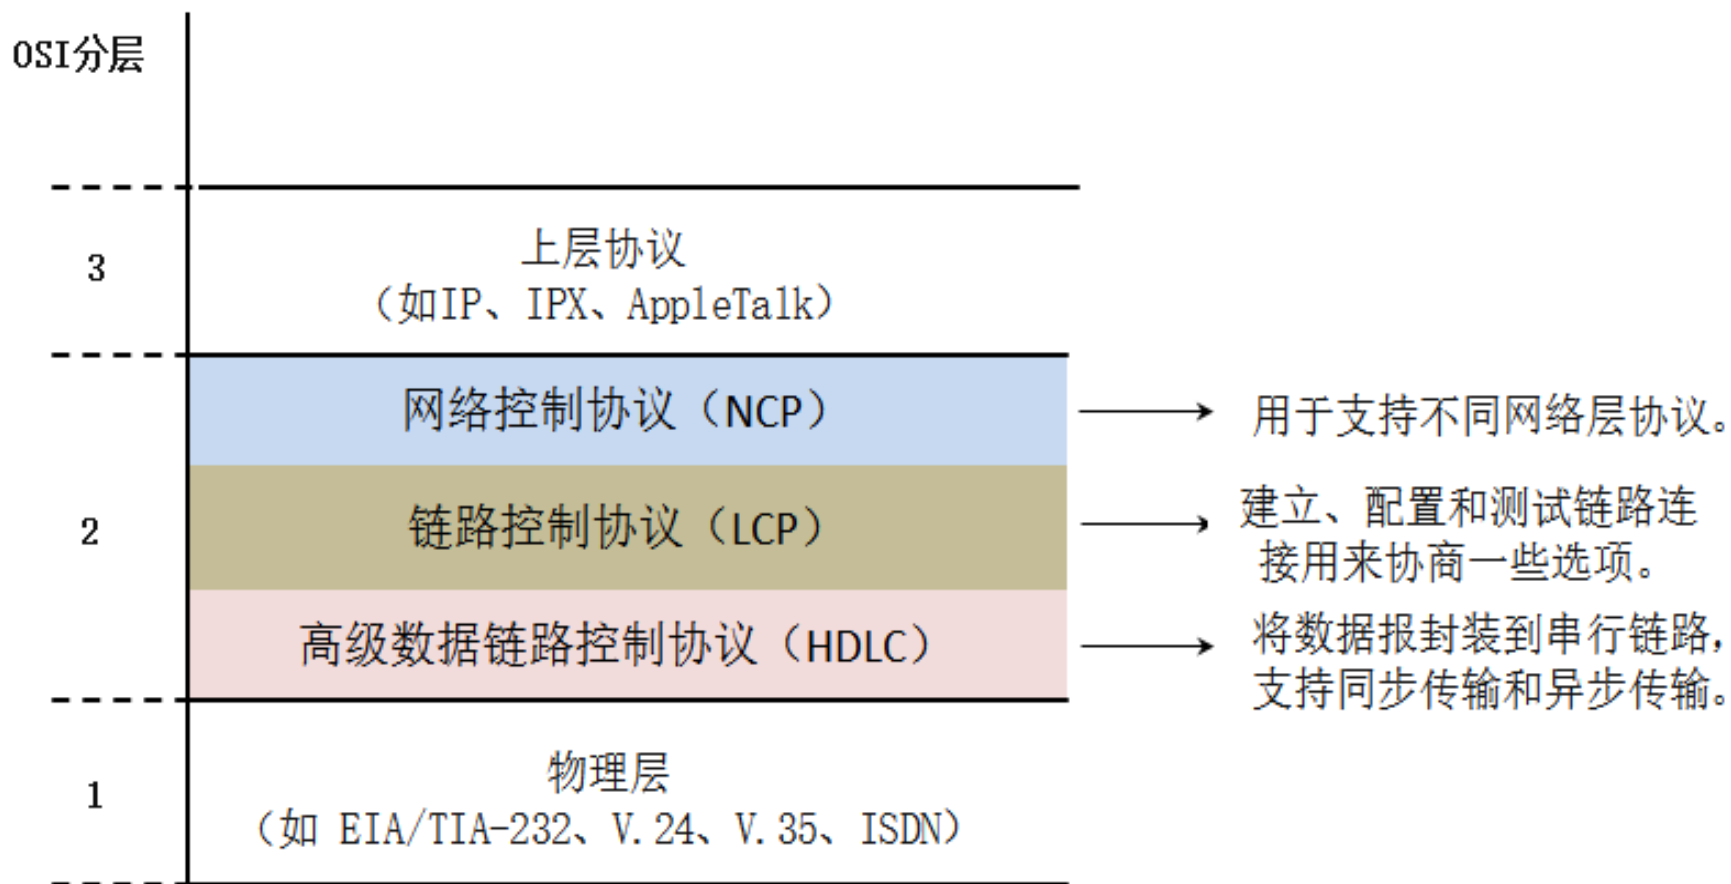 OSI分层
3
上层协议
（如IP、IPX、AppleTalk）
网络控制协议（NCP）
用于支持不同网络层协议。
2
链路控制协议（LCP）
建立、配置和测试链路连
接用来协商一些选项。
高级数据链路控制协议（HDLC）
将数据报封装到串行链路，
支持同步传输和异步传输。
1
物理层
（如 EIA/TIA-232、V.24、V.35、ISDN）